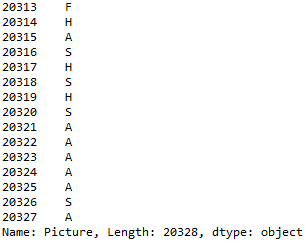 20313    F
20314    H
20315    A
20316    S
20317    H
20318    S
20319    H
20320    S
20321    A
20322    A
20323    A
20324    A
20325    A
20326    S
20327    A
Name: Picture, Length: 20328, dtype: object